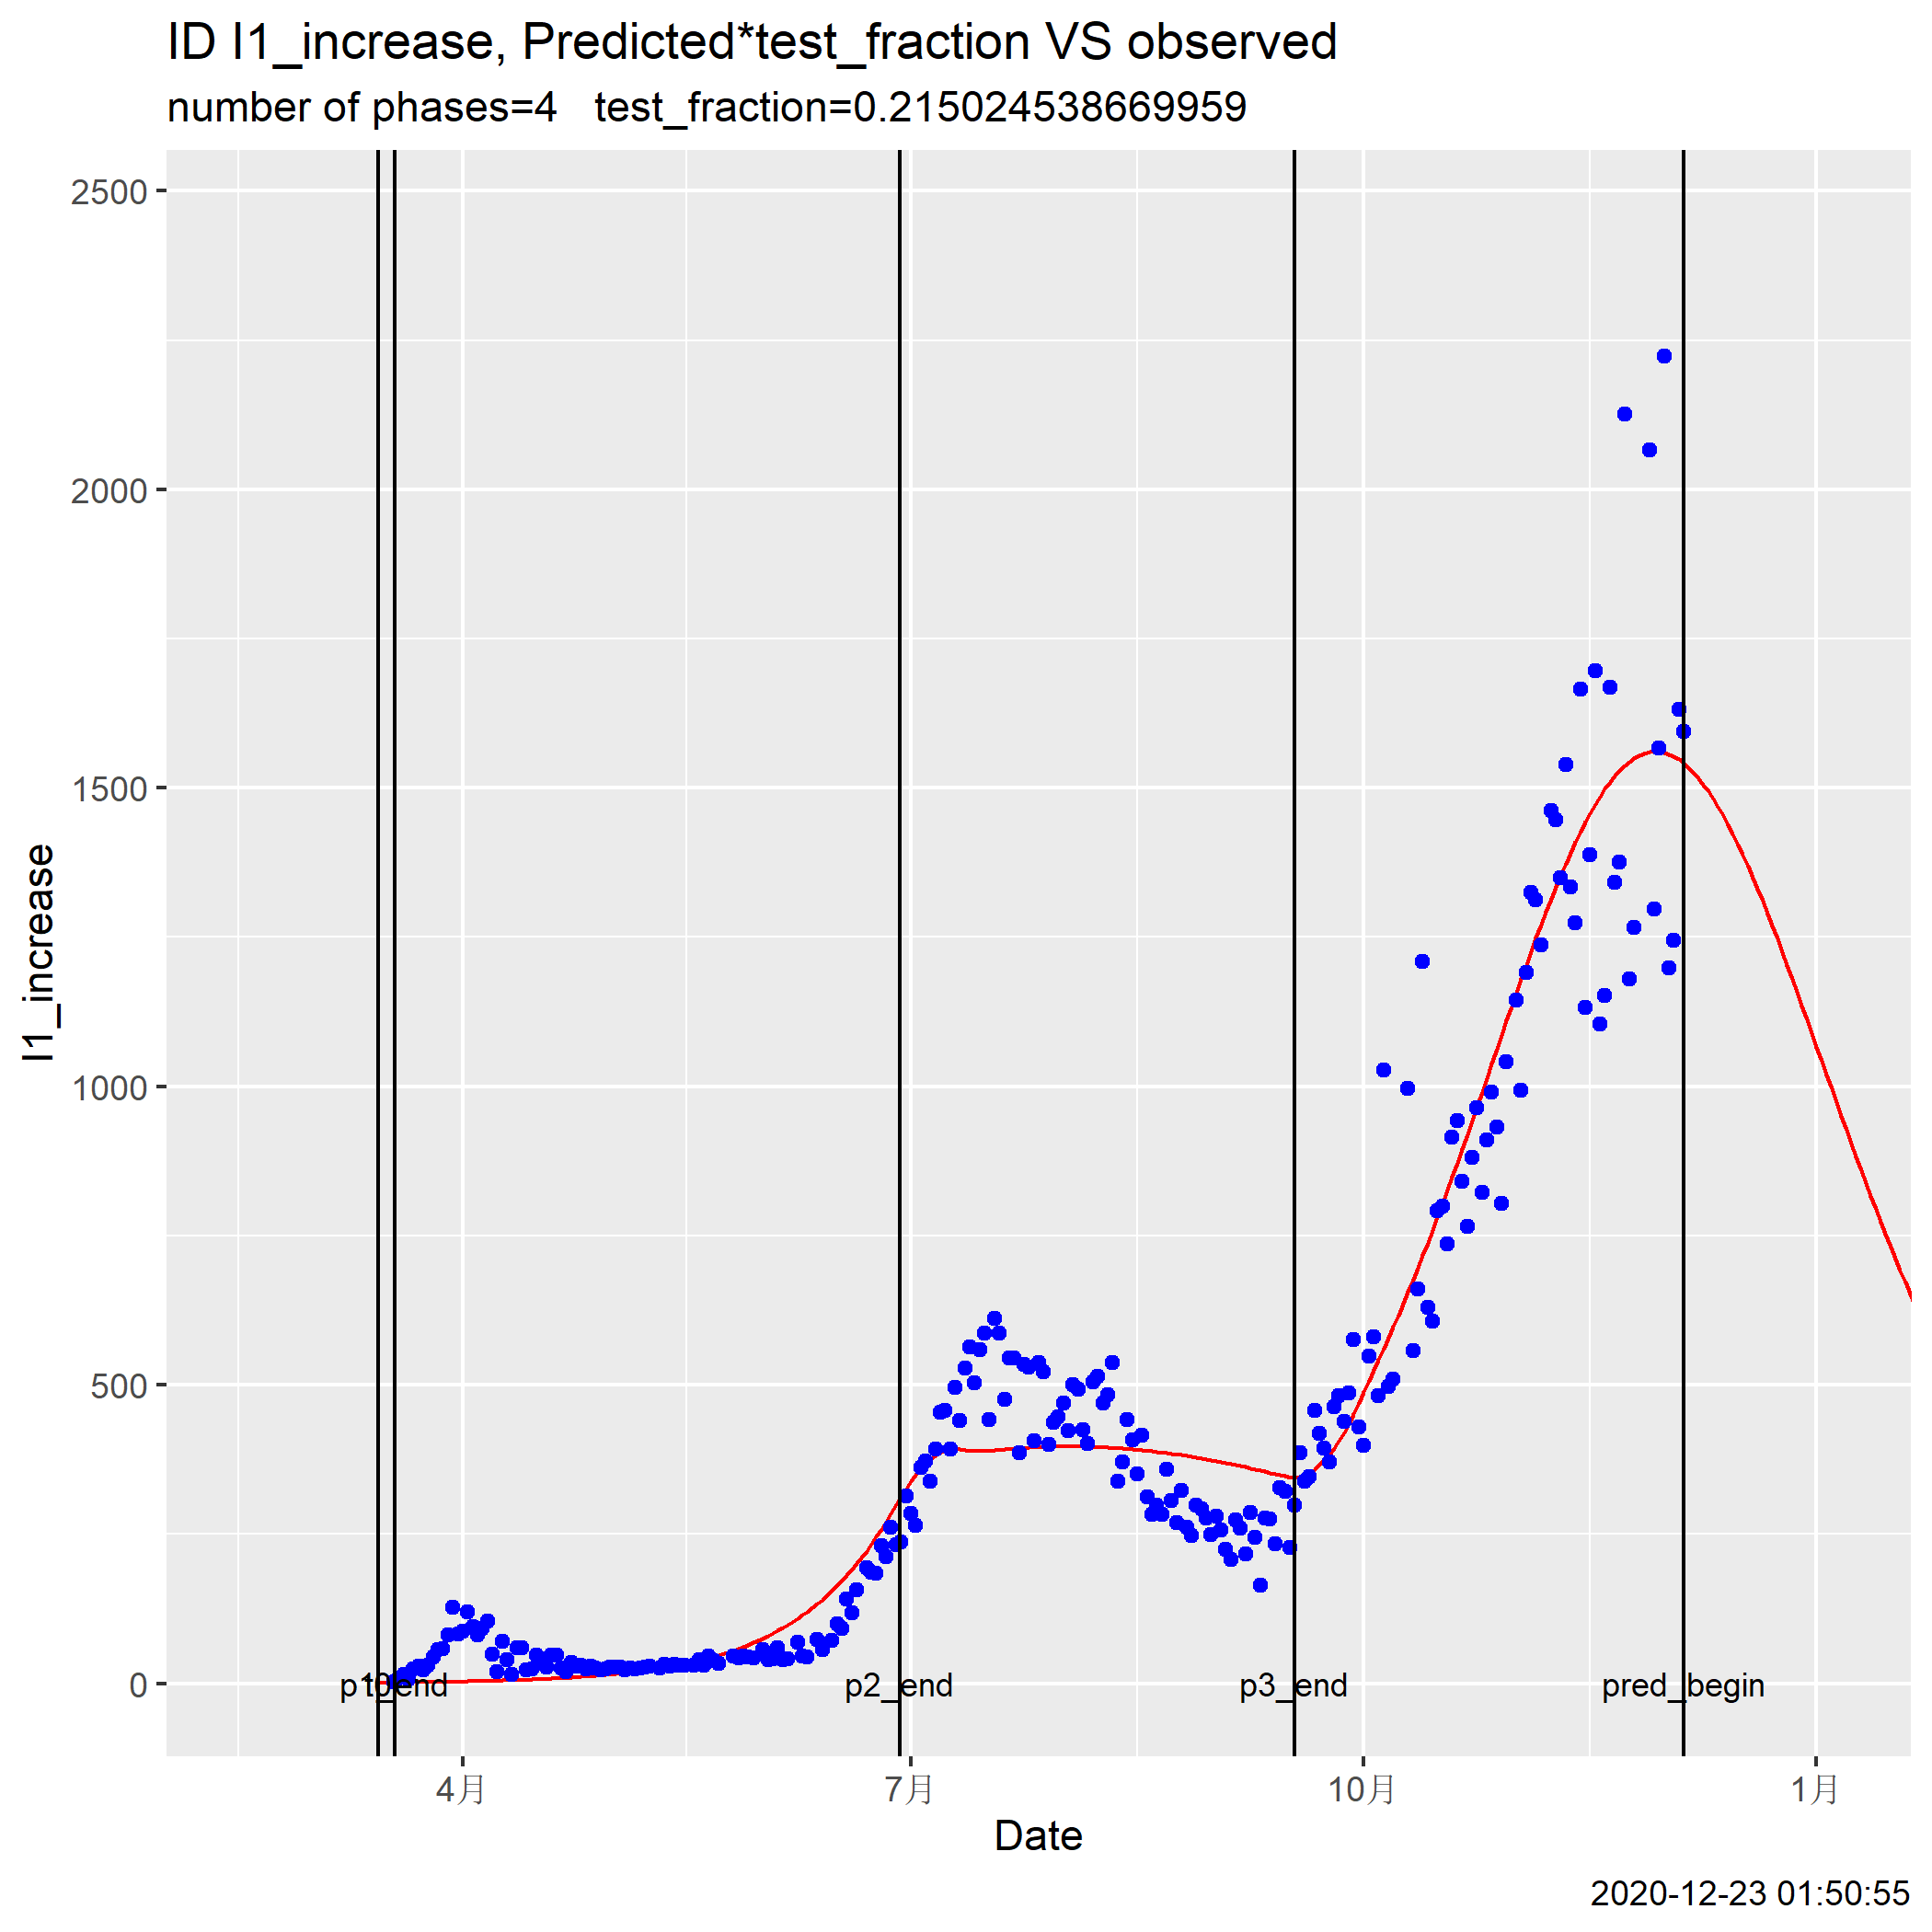 ID I1_increase, Predicted*test_fraction VS observed
number of phases=4   test_fraction=0.215024538669959
I1_increase
2500
2000
1500
1000
500
0
p2_end
p3_end
pred_begin
4月
7月
10月
1月
Date
2020-12-23 01:50:55